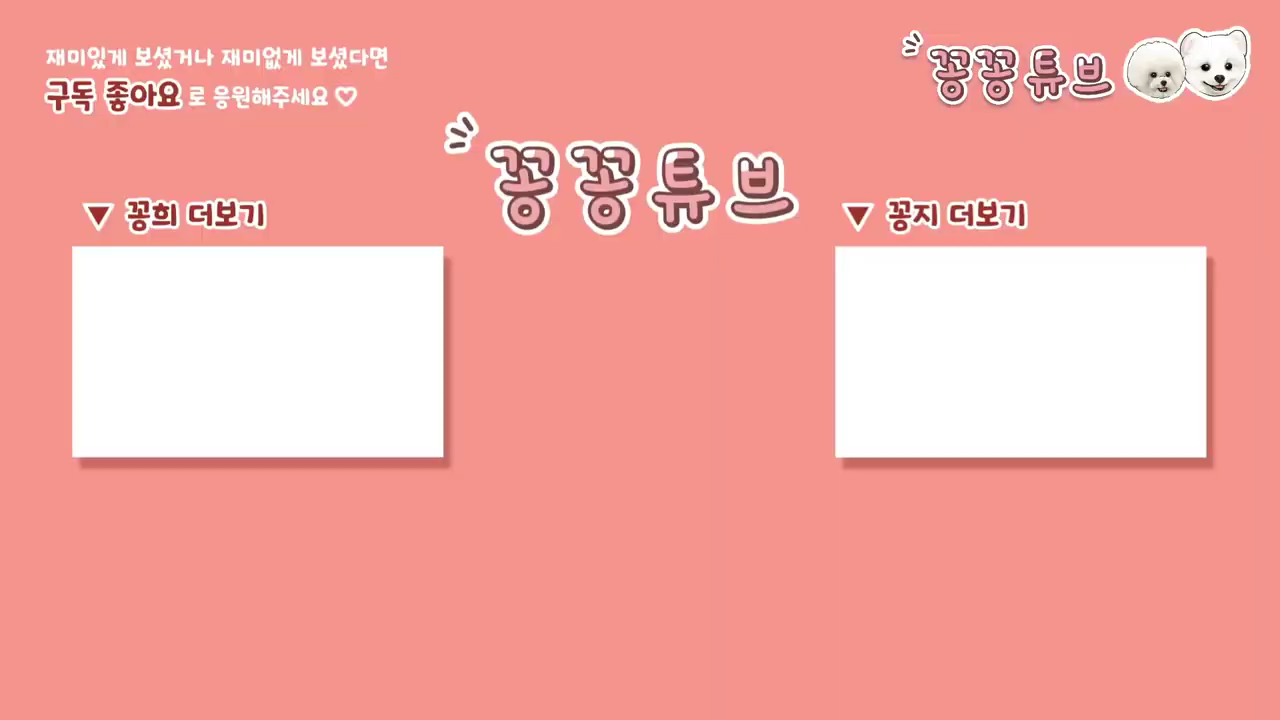 재미있게 보셨거나 재미없게 보셨다면
구독 좋아요 로 응원해주세요 ♡
꽁꽁튜브
꽁꽁튜브
▼ 꽁희 더보기
▼ 꽁지 더보기